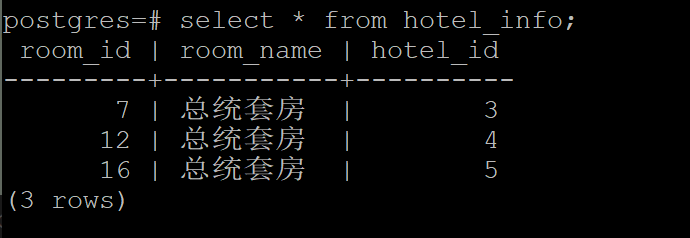 postgres=# select * from hotel_info;
 room_id | room_name | hotel_id
---------+-----------+----------
       7 | 总统套房  |        3
      12 | 总统套房  |        4
      16 | 总统套房  |        5
(3 rows)